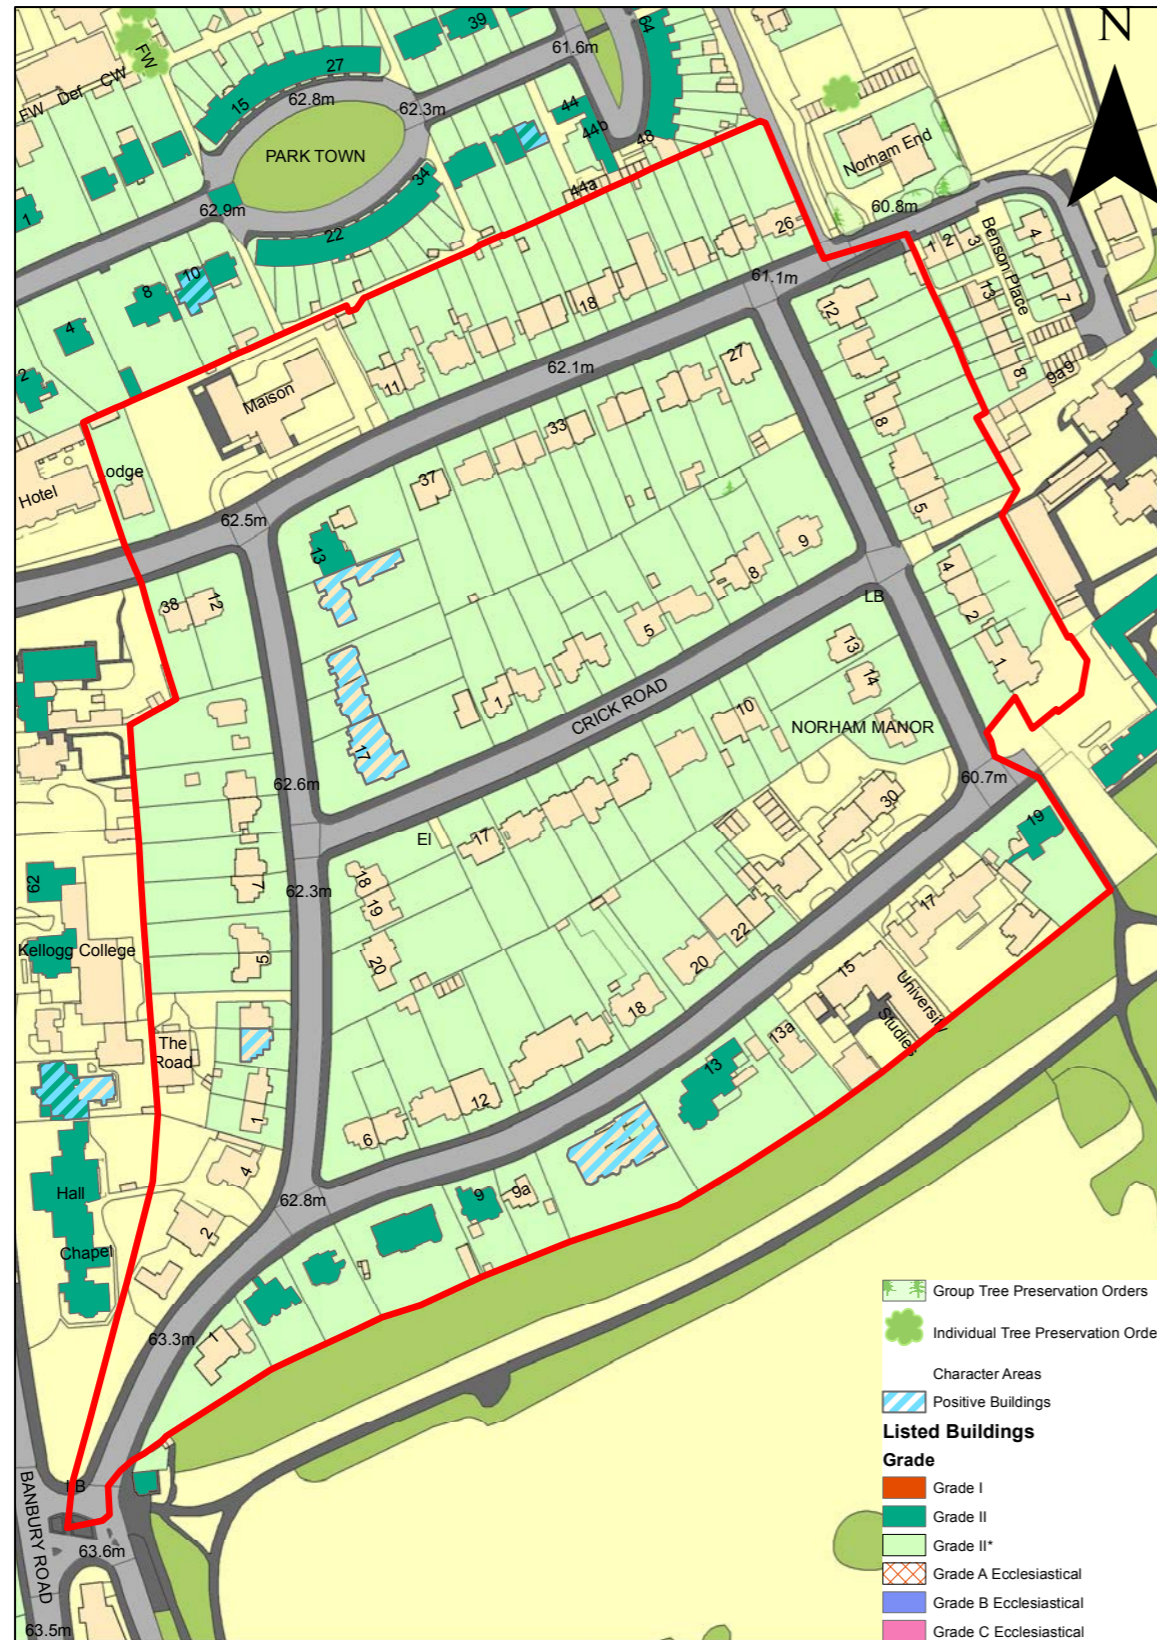 N
39
64
FW
27
61.6m
FW Def CW
15
62.8m
62.3m
44
44b
PARK TOWN
48
Norham End
34
44a
1
62.9m
60.8m
22
26
1 2 3
Benson Place
4
10
61.1m
13
7
8
18
12
4
62.1m
27
8
9a 9
2
11
Maison
33
8
odge
37
Hotel
62.5m
5
13
9
8
4
38
12
LB
5
2
13
1
1
14
CRICK ROAD
10
NORHAM MANOR
17
60.7m
62.6m
30
El
17
19
62.3m
18
62
7
19
17
22
Kellogg College
5
20
20
15
University
Studies
18
The
Road
13a
13
12
1
6
4
Hall
62.8m
9
9a
2
Chapel
63.3m
1
Group Tree Preservation Orders
Individual Tree Preservation Orde
Character Areas
Positive Buildings
Listed Buildings
Grade
Grade I
Grade II
Grade II*
Grade A Ecclesiastical
Grade B Ecclesiastical
Grade C Ecclesiastical
BANBURY ROAD
63.6m
63.5m